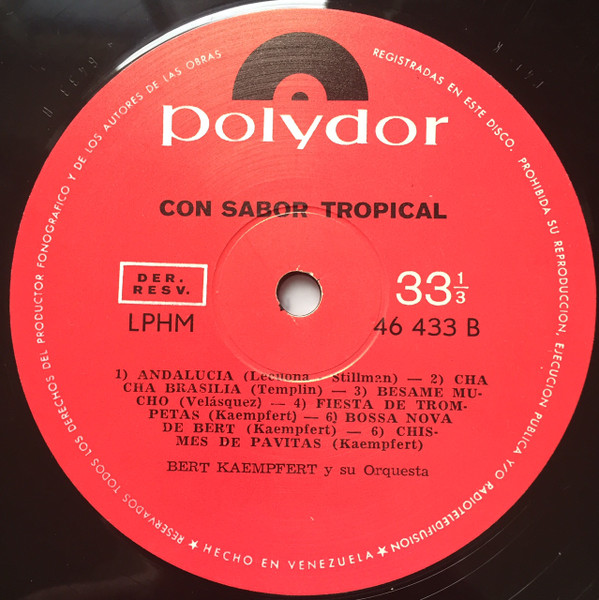 RESERVADOS TODOS LOS DERECHOS DEL PRODUCTOR FONOGRAFICO Y DE LOS AUTORES DE LAS OBRAS
REGISTRADAS EN ESTE DISCO. PROHIBIDA SU REPRODUCCION, EJECUCION PUBLICA Y/O RADIOTELEDIFUSION
polydor
CON SABOR TROPICAL
DER.
RESV.
33 1/3
LPHM
46 433 B
1) ANDALUCIA (Lecuona - Stillman) — 2) CHA
CHA BRASILIA (Templin) — 3) BESAME MU-
CHO (Velásquez) — 4) FIESTA DE TROM-
PETAS (Kaempfert) — 6) BOSSA NOVA
DE BERT (Kaempfert) — 6) CHIS-
MES DE PAVITAS (Kaempfert)
BERT KAEMPFERT y su Orquesta
★ HECHO EN VENEZUELA ★